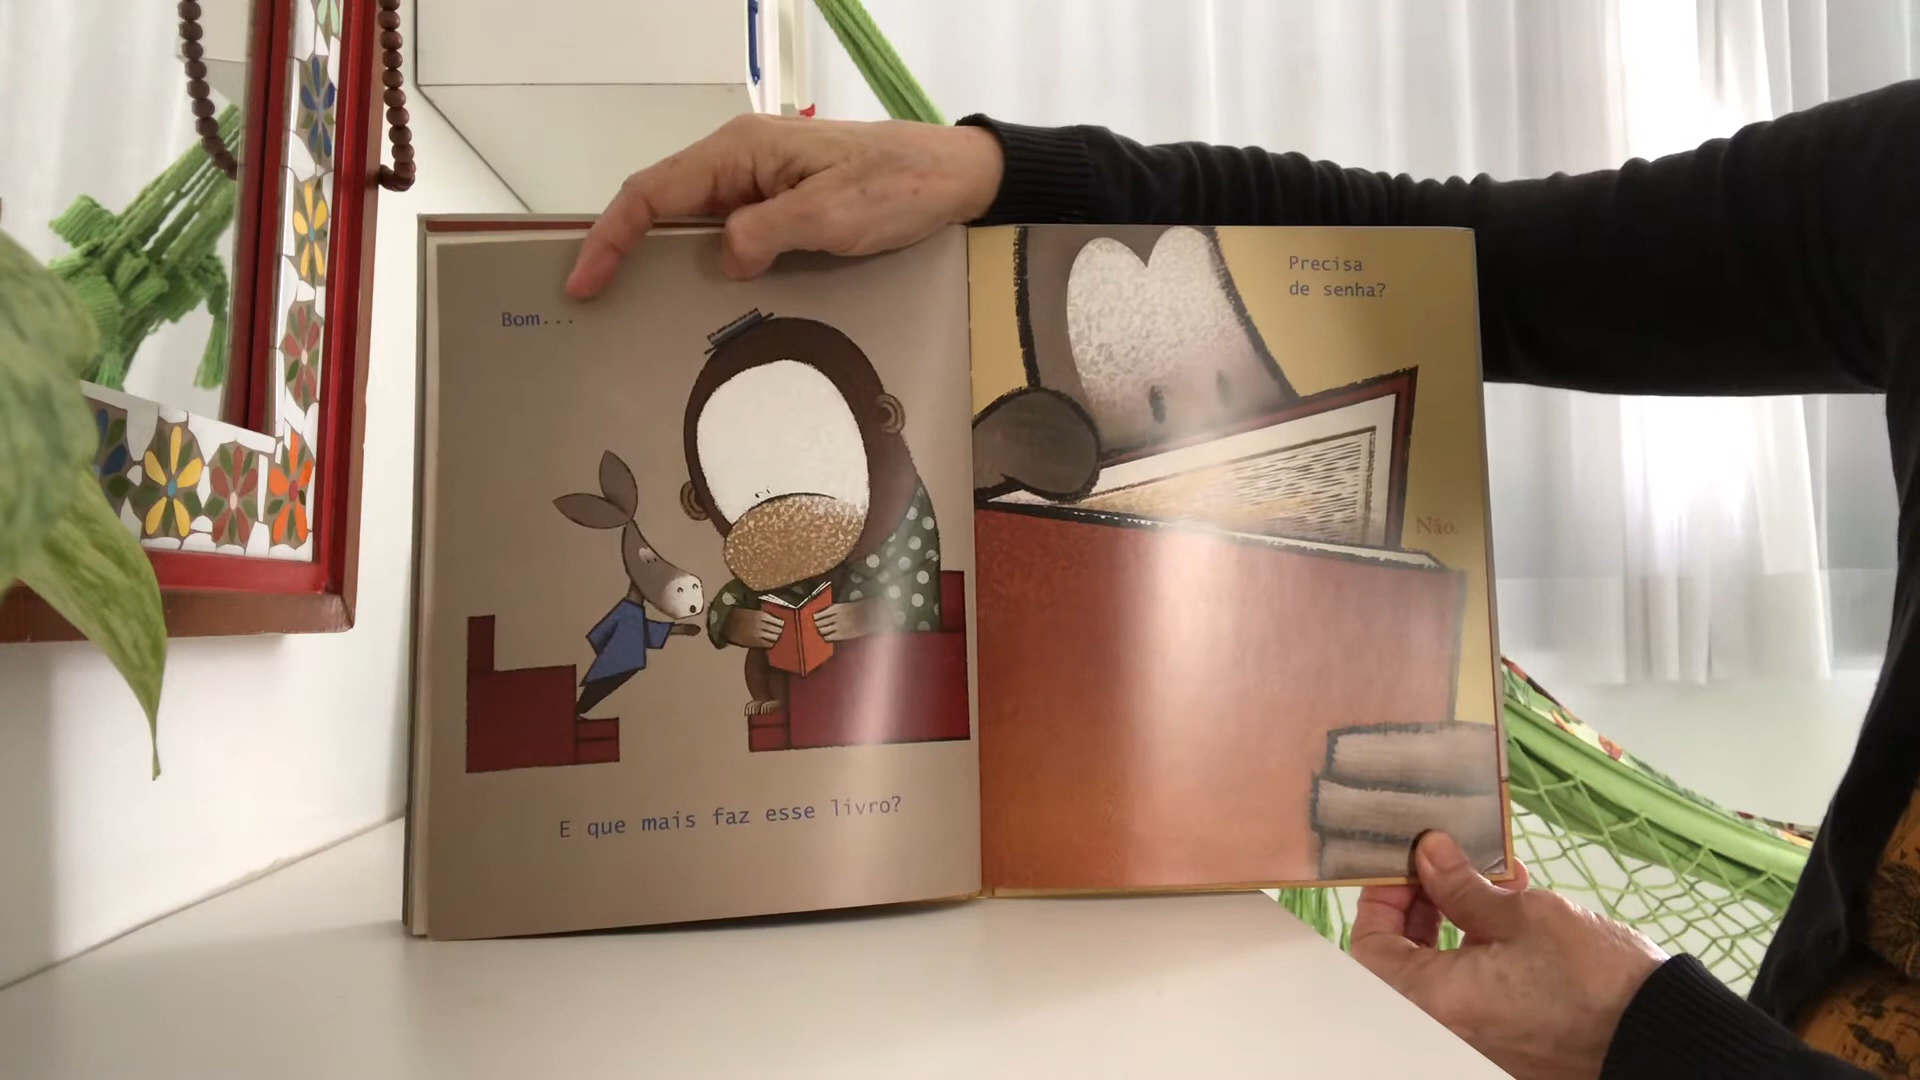 Bom...
E que mais faz esse livro?
Precisa
de senha?
Não.